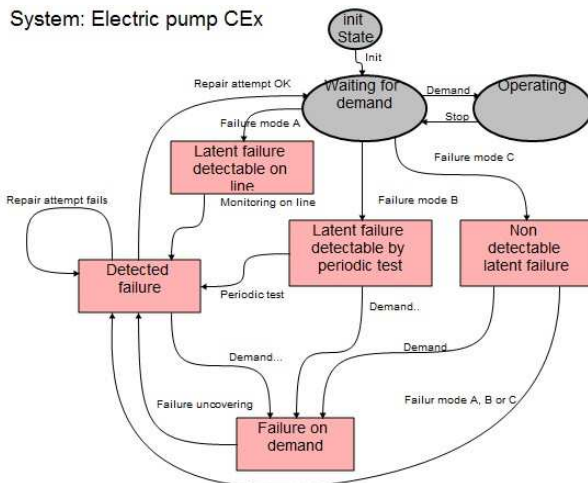 System: Electric pump CEx
init
State
Init
Repair attempt OK
Waiting for
demand
Demand
Operating
Stop
Failure mode A
Latent failure
detectable on
line
Failure mode C
Repair attempt fails
Monitoring on line
Failure mode B
Latent failure
detectable by
periodic test
Non
detectable
latent failure
Detected
failure
Periodic test
Demand..
Demand...
Demand
Failure uncovering
Failur mode A, B or C
Failure on
demand